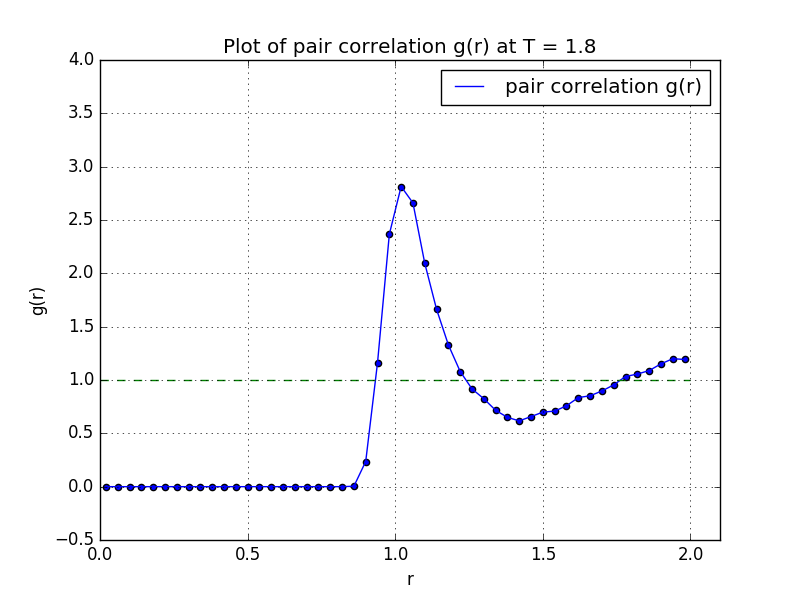 Plot of pair correlation g(r) at T = 1.8
pair correlation g(r)
4.0
3.5
3.0
2.5
2.0
1.5
1.0
0.5
0.0
−0.5
g(r)
0.0 0.5 1.0 1.5 2.0
r